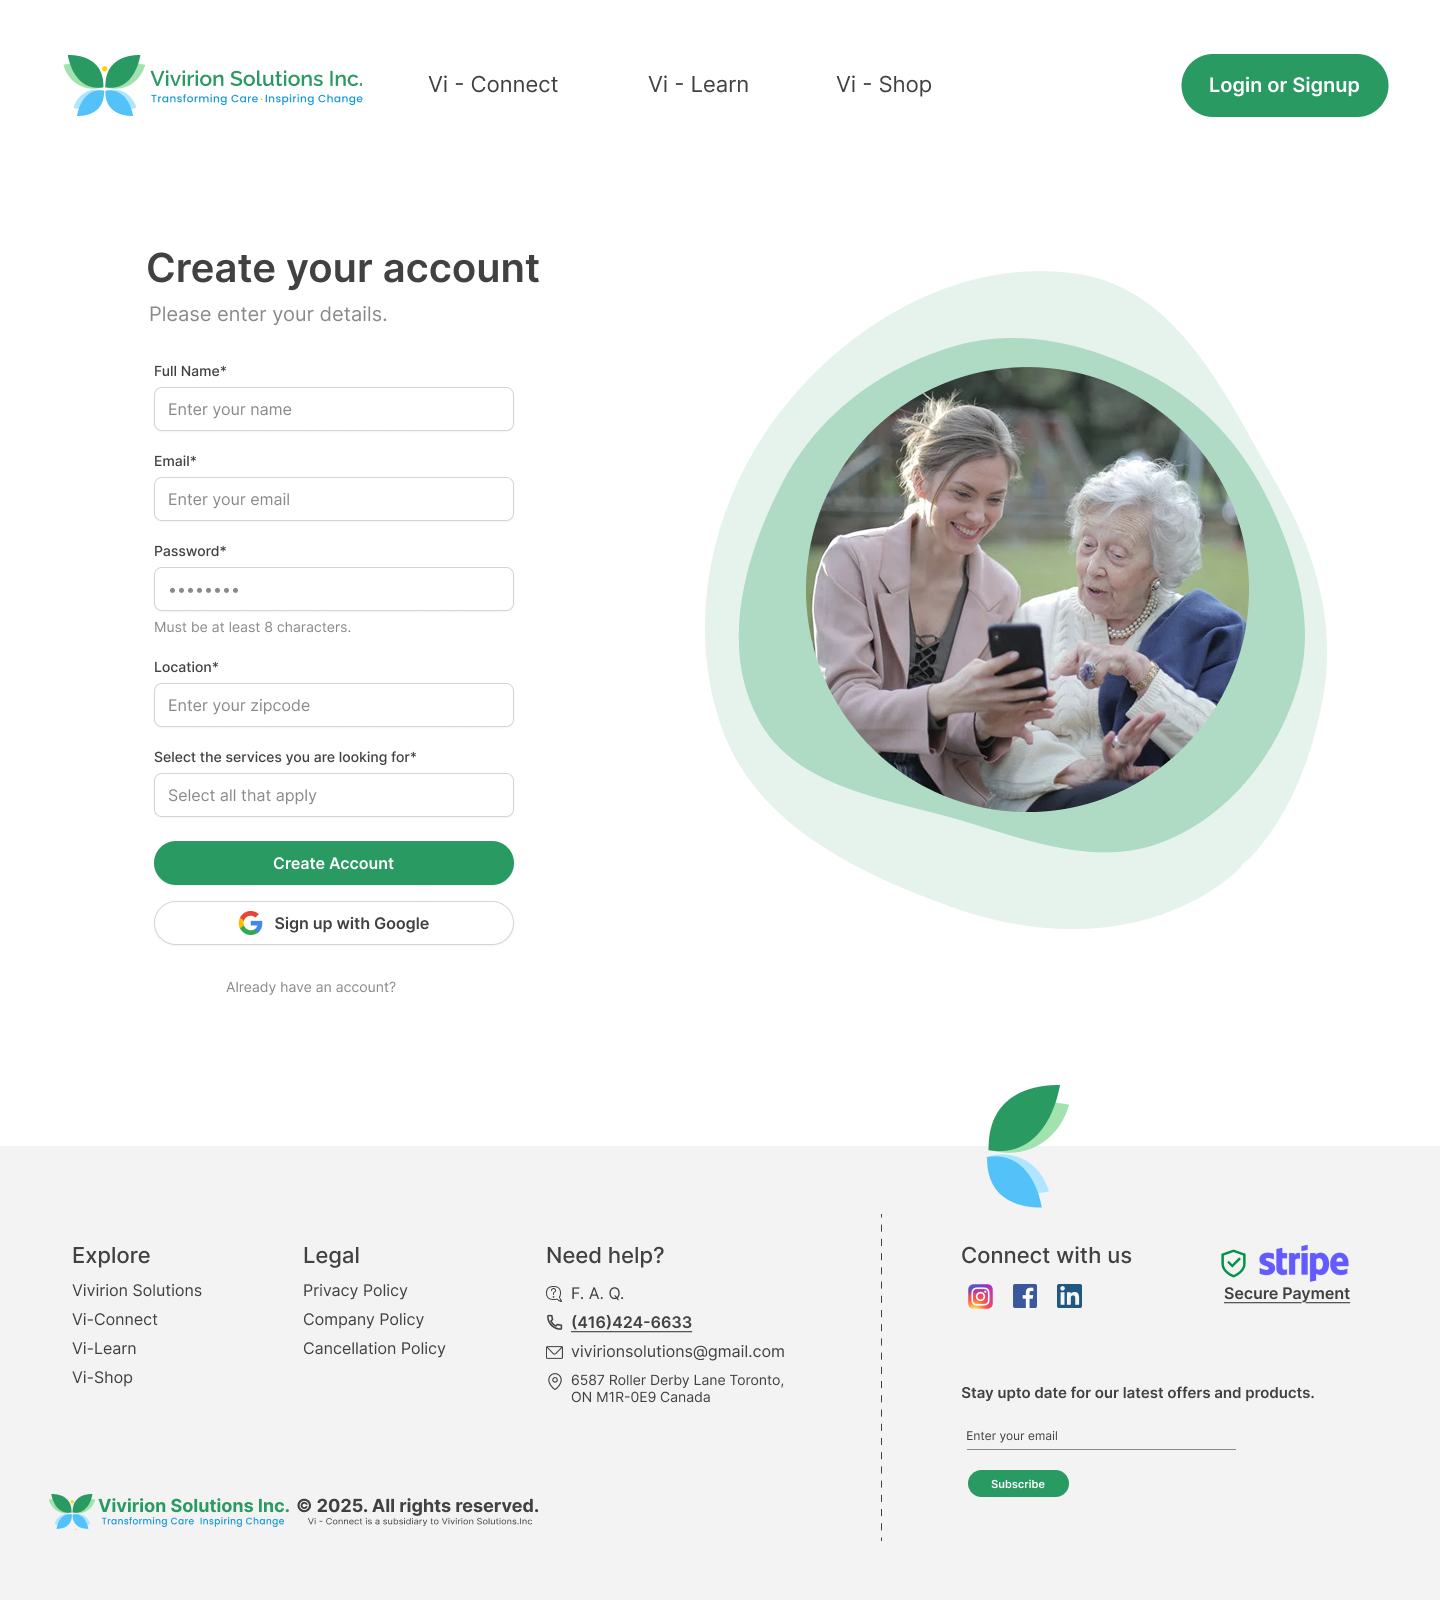 Vivirion Solutions Inc.
Transforming Care · Inspiring Change
Vi - Connect
Vi - Learn
Vi - Shop
Login or Signup
Create your account
Please enter your details.
Full Name*
Enter your name
Email*
Enter your email
Password*
Must be at least 8 characters.
Location*
Enter your zipcode
Select the services you are looking for*
Select all that apply
Create Account
Sign up with Google
Already have an account?
Explore
Vivirion Solutions
Vi-Connect
Vi-Learn
Vi-Shop
Legal
Privacy Policy
Company Policy
Cancellation Policy
Need help?
F. A. Q.
(416)424-6633
vivirionsolutions@gmail.com
6587 Roller Derby Lane Toronto,
ON M1R-0E9 Canada
Connect with us
stripe
Secure Payment
Stay upto date for our latest offers and products.
Enter your email
Subscribe
Vivirion Solutions Inc. © 2025. All rights reserved.
Transforming Care Inspiring Change
Vi - Connect is a subsidiary to Vivirion Solutions.Inc